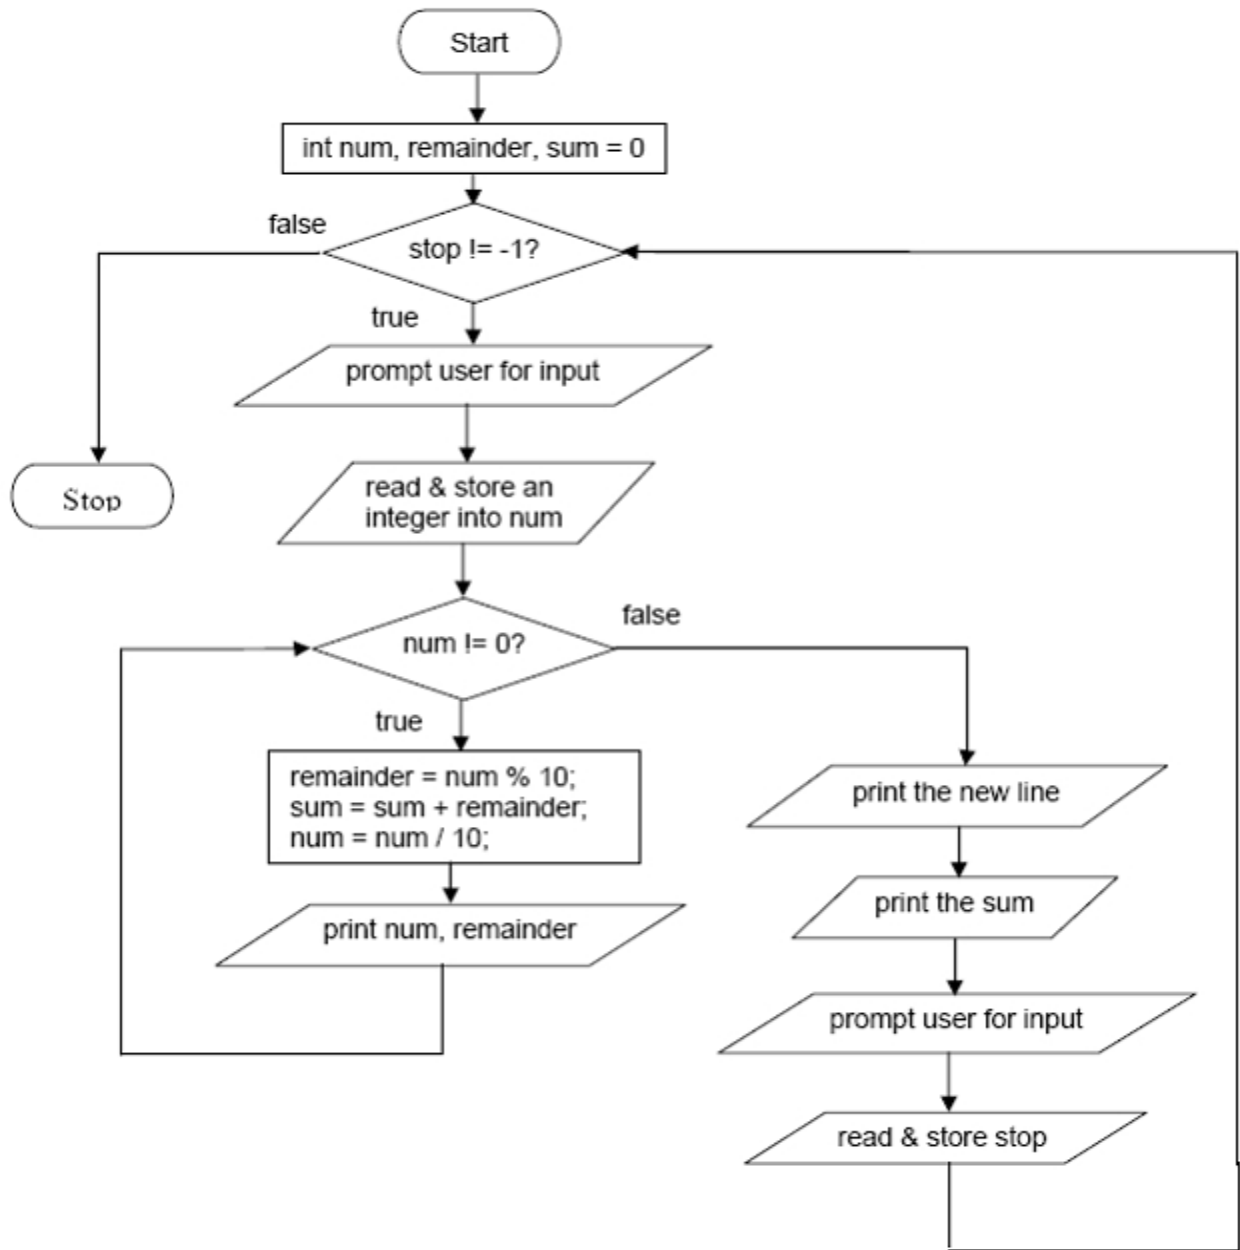 Start
int num, remainder, sum = 0
false
stop != -1?
true
prompt user for input
Stop
read & store an
integer into num
false
num != 0?
true
remainder = num % 10;
sum = sum + remainder;
num = num / 10;
print num, remainder
print the new line
print the sum
prompt user for input
read & store stop